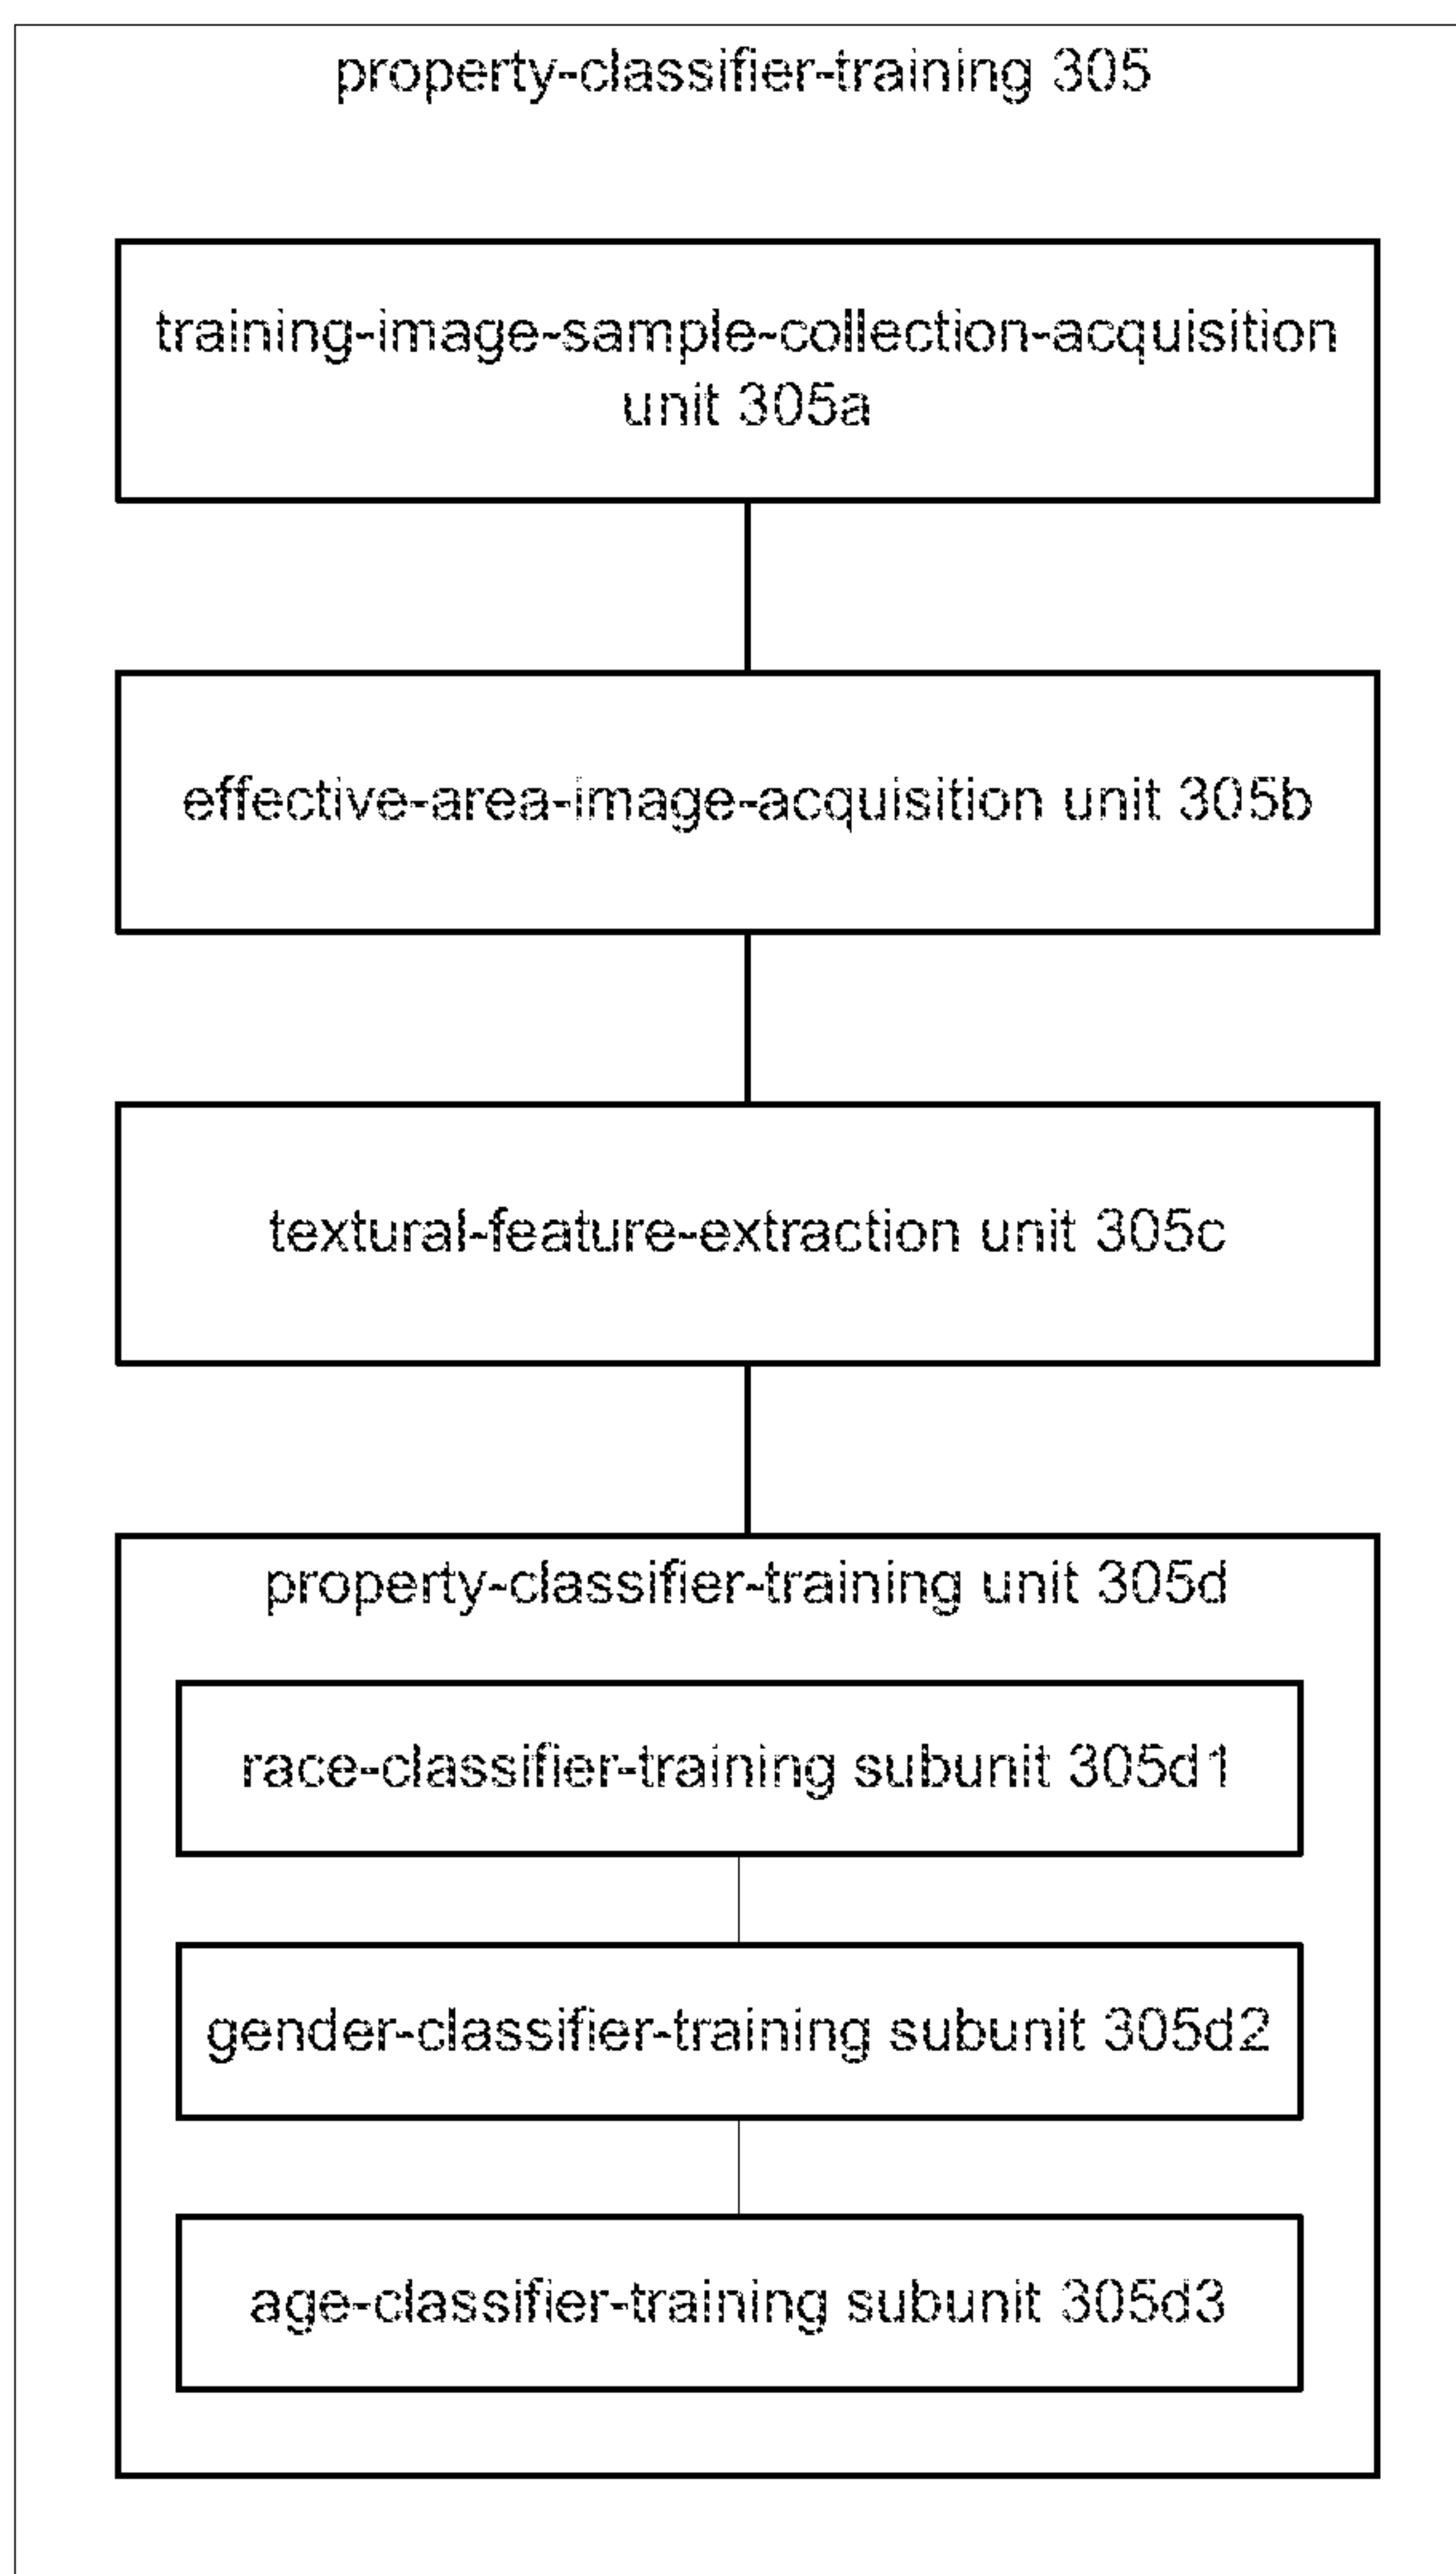 property-classifier-training 305
training-image-sample-collection-acquisition
unit 305a
effective-area-image-acquisition unit 305b
textural-feature-extraction unit 305c
property-classifier-training unit 305d
race-classifier-training subunit 305d1
gender-classifier-training subunit 305d2
age-classifier-training subunit 305d3